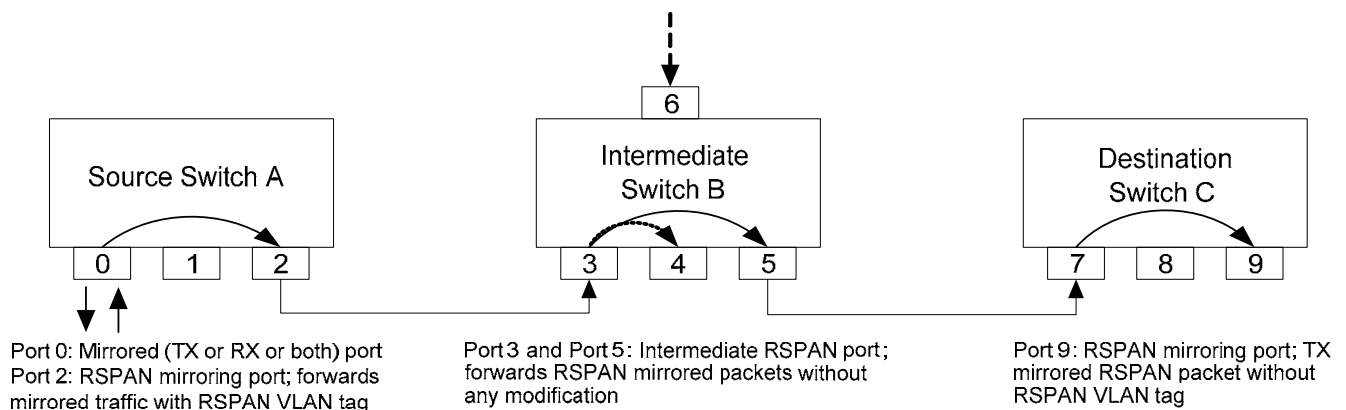 6
Source Switch A
Intermediate
Switch B
Destination
Switch C
0
1
2
3
4
5
7
8
9
Port 0: Mirrored (TX or RX or both) port
Port 2: RSPAN mirroring port; forwards
mirrored traffic with RSPAN VLAN tag
Port 3 and Port 5: Intermediate RSPAN port;
forwards RSPAN mirrored packets without
any modification
Port 9: RSPAN mirroring port; TX
mirrored RSPAN packet without
RSPAN VLAN tag